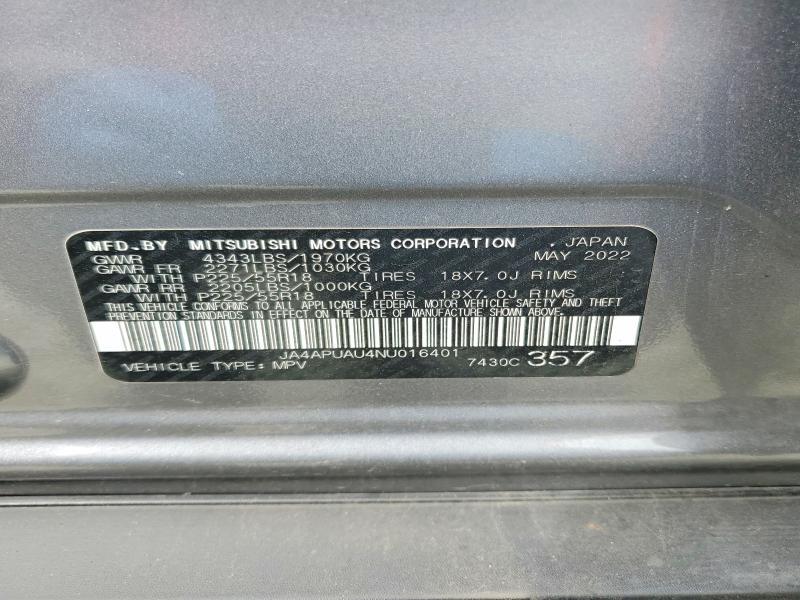 MFD.BY MITSUBISHI MOTORS CORPORATION , JAPAN
GVWR 4343LBS/1970KG MAY 2022
GAWR FR 2271LBS/1030KG
WITH P225/55R18 TIRES 18X7.0J RIMS
GAWR RR 2205LBS/1000KG
WITH P225/55R18 TIRES 18X7.0J RIMS
THIS VEHICLE CONFORMS TO ALL APPLICABLE FEDERAL MOTOR VEHICLE SAFETY AND THEFT
PREVENTION STANDARDS IN EFFECT ON THE DATE OF MANUFACTURE SHOWN ABOVE.
JA4APUAU4NU016401
VEHICLE TYPE: MPV 7430C 357